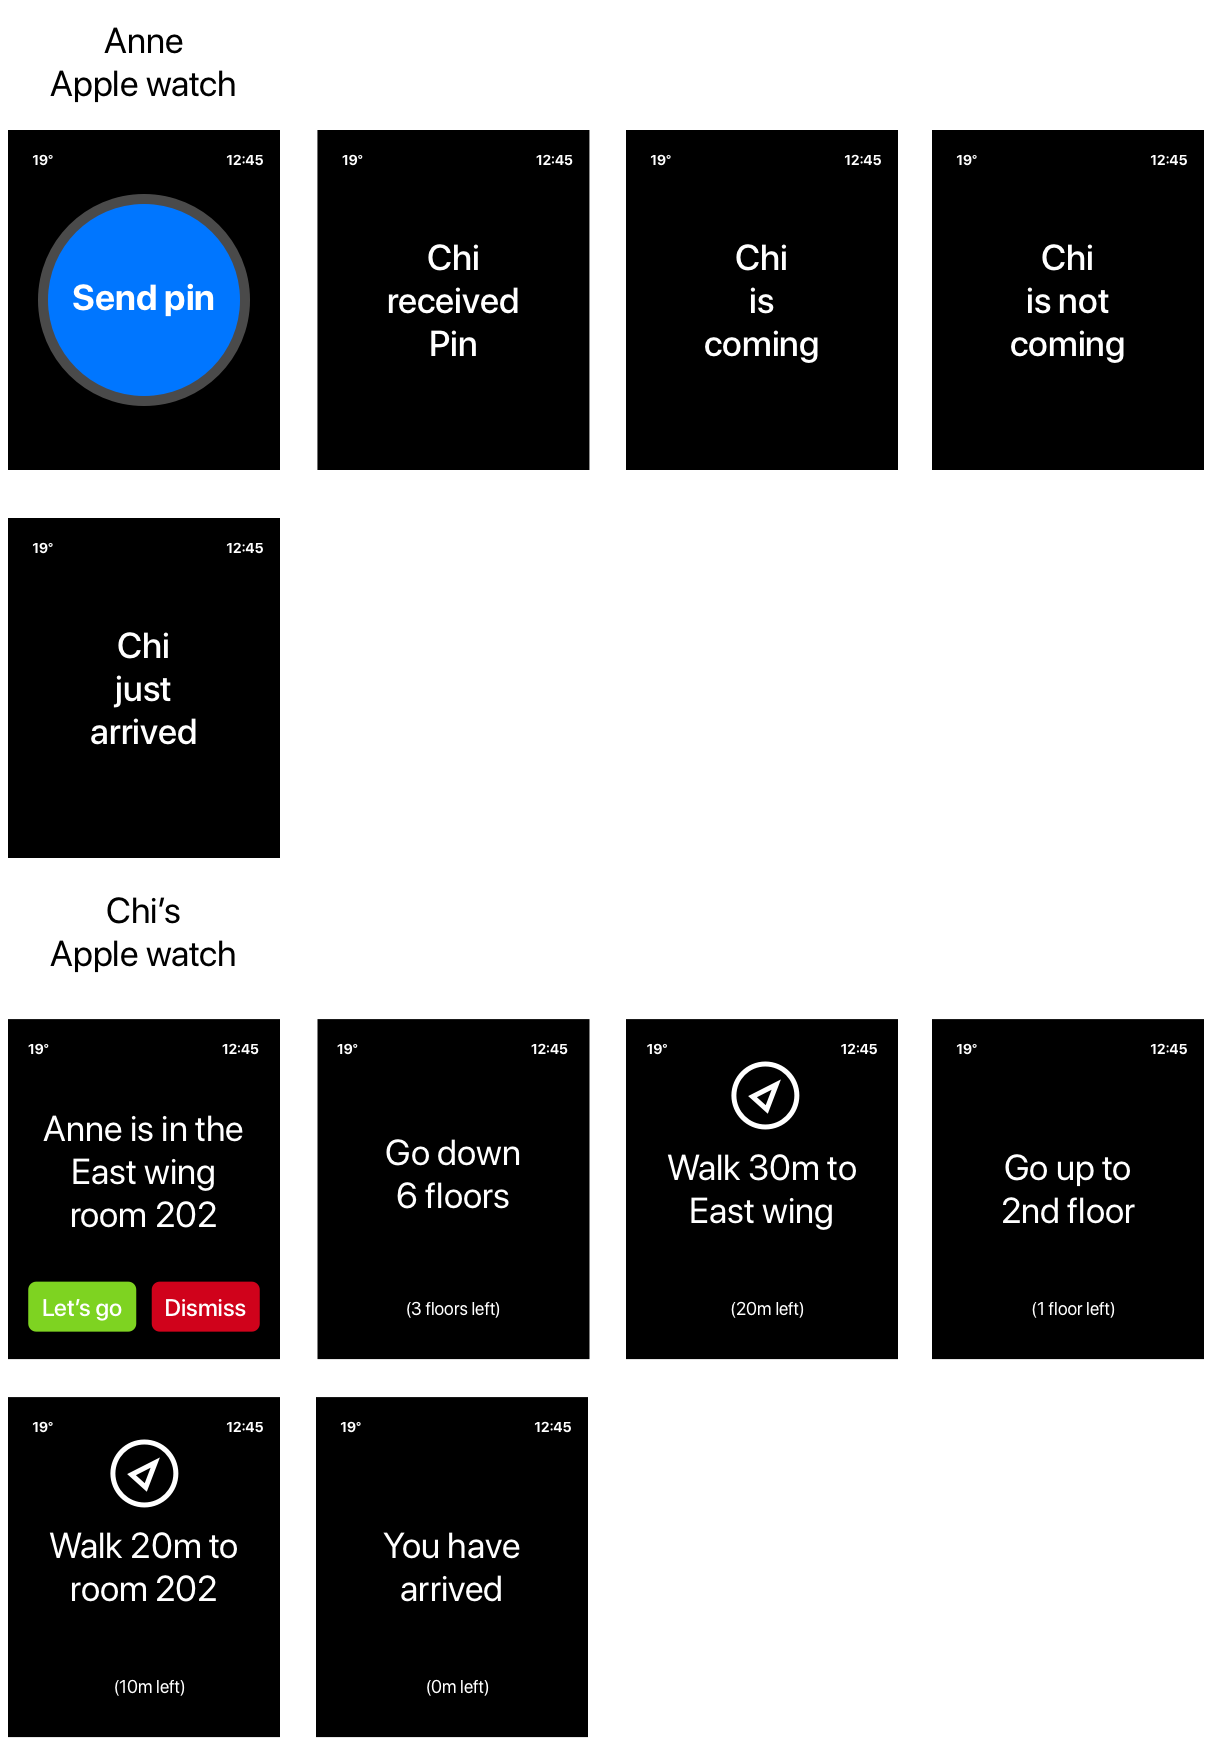 Anne
Apple watch
19° 12:45
Send pin
19° 12:45
Chi
received
Pin
19° 12:45
Chi
is
coming
19° 12:45
Chi
is not
coming
19° 12:45
Chi
just
arrived
Chi’s
Apple watch
19° 12:45
Anne is in the
East wing
room 202
Let’s go Dismiss
19° 12:45
Go down
6 floors
(3 floors left)
19° 12:45
Walk 30m to
East wing
(20m left)
19° 12:45
Go up to
2nd floor
(1 floor left)
19° 12:45
Walk 20m to
room 202
(10m left)
19° 12:45
You have
arrived
(0m left)